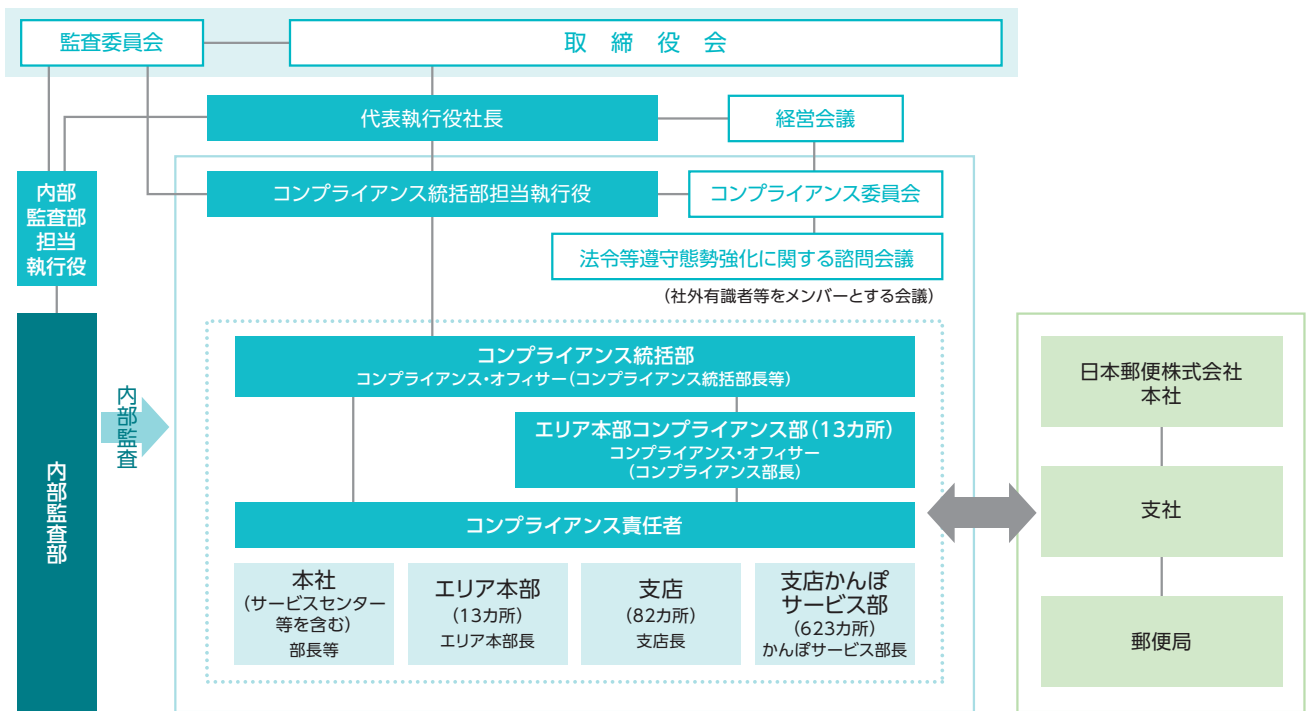 監査委員会
取締役会
代表執行役社長
経営会議
内部
監査部
担当
執行役
コンプライアンス統括部担当執行役
コンプライアンス委員会
法令等遵守態勢強化に関する諮問会議
（社外有識者等をメンバーとする会議）
内部監査部
内部監査
コンプライアンス統括部
コンプライアンス・オフィサー（コンプライアンス統括部長等）
エリア本部コンプライアンス部（13カ所）
コンプライアンス・オフィサー
（コンプライアンス部長）
コンプライアンス責任者
本社
（サービスセンター
等を含む）
部長等
エリア本部
（13カ所）
エリア本部長
支店
（82カ所）
支店長
支店かんぽ
サービス部
（623カ所）
かんぽサービス部長
日本郵便株式会社
本社
支社
郵便局